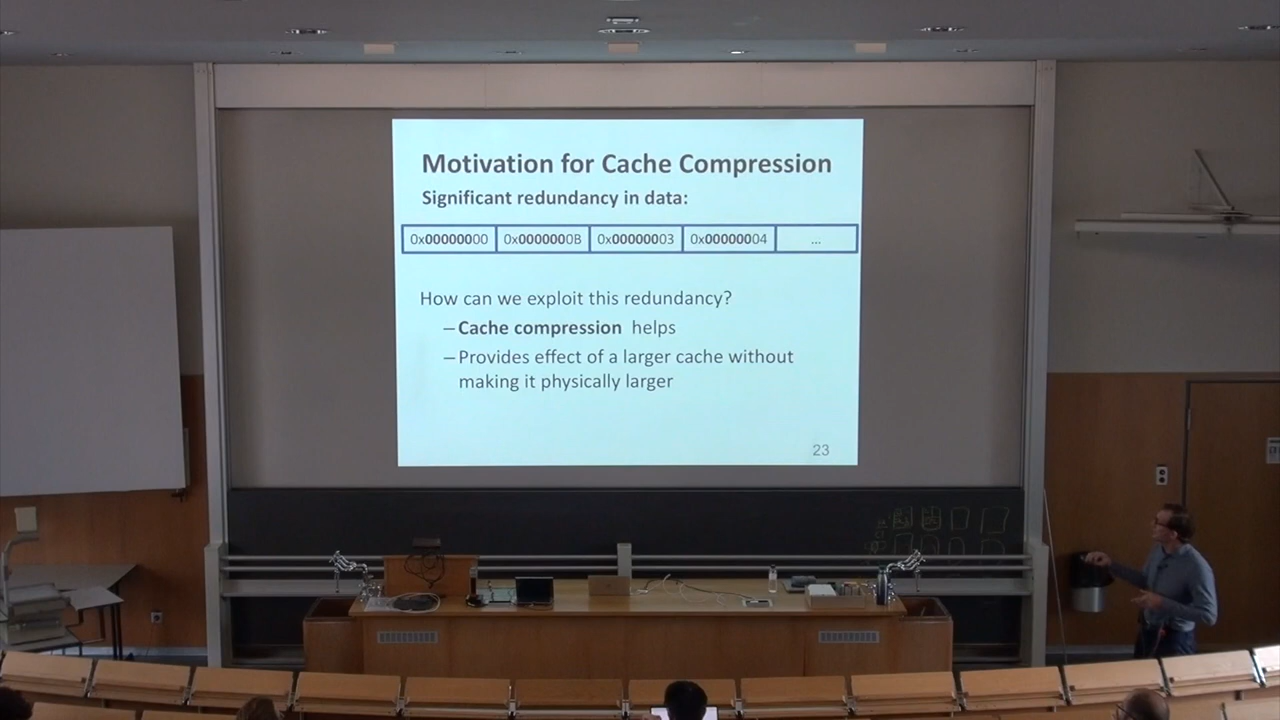 Motivation for Cache Compression
Significant redundancy in data:
0x00000000 0x0000000B 0x00000003 0x00000004 ...
How can we exploit this redundancy?
–Cache compression helps
–Provides effect of a larger cache without
making it physically larger
23